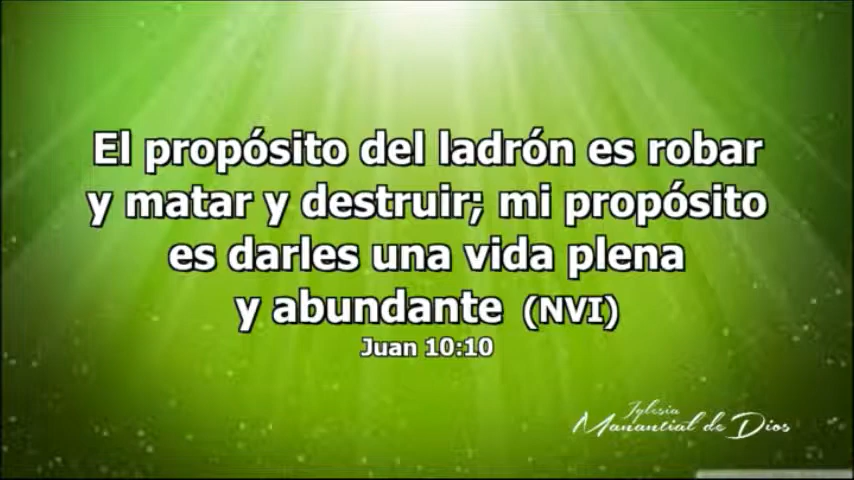 El propósito del ladrón es robar
y matar y destruir; mi propósito
es darles una vida plena
y abundante (NVI)
Juan 10:10
Iglesia
Manantial de Dios